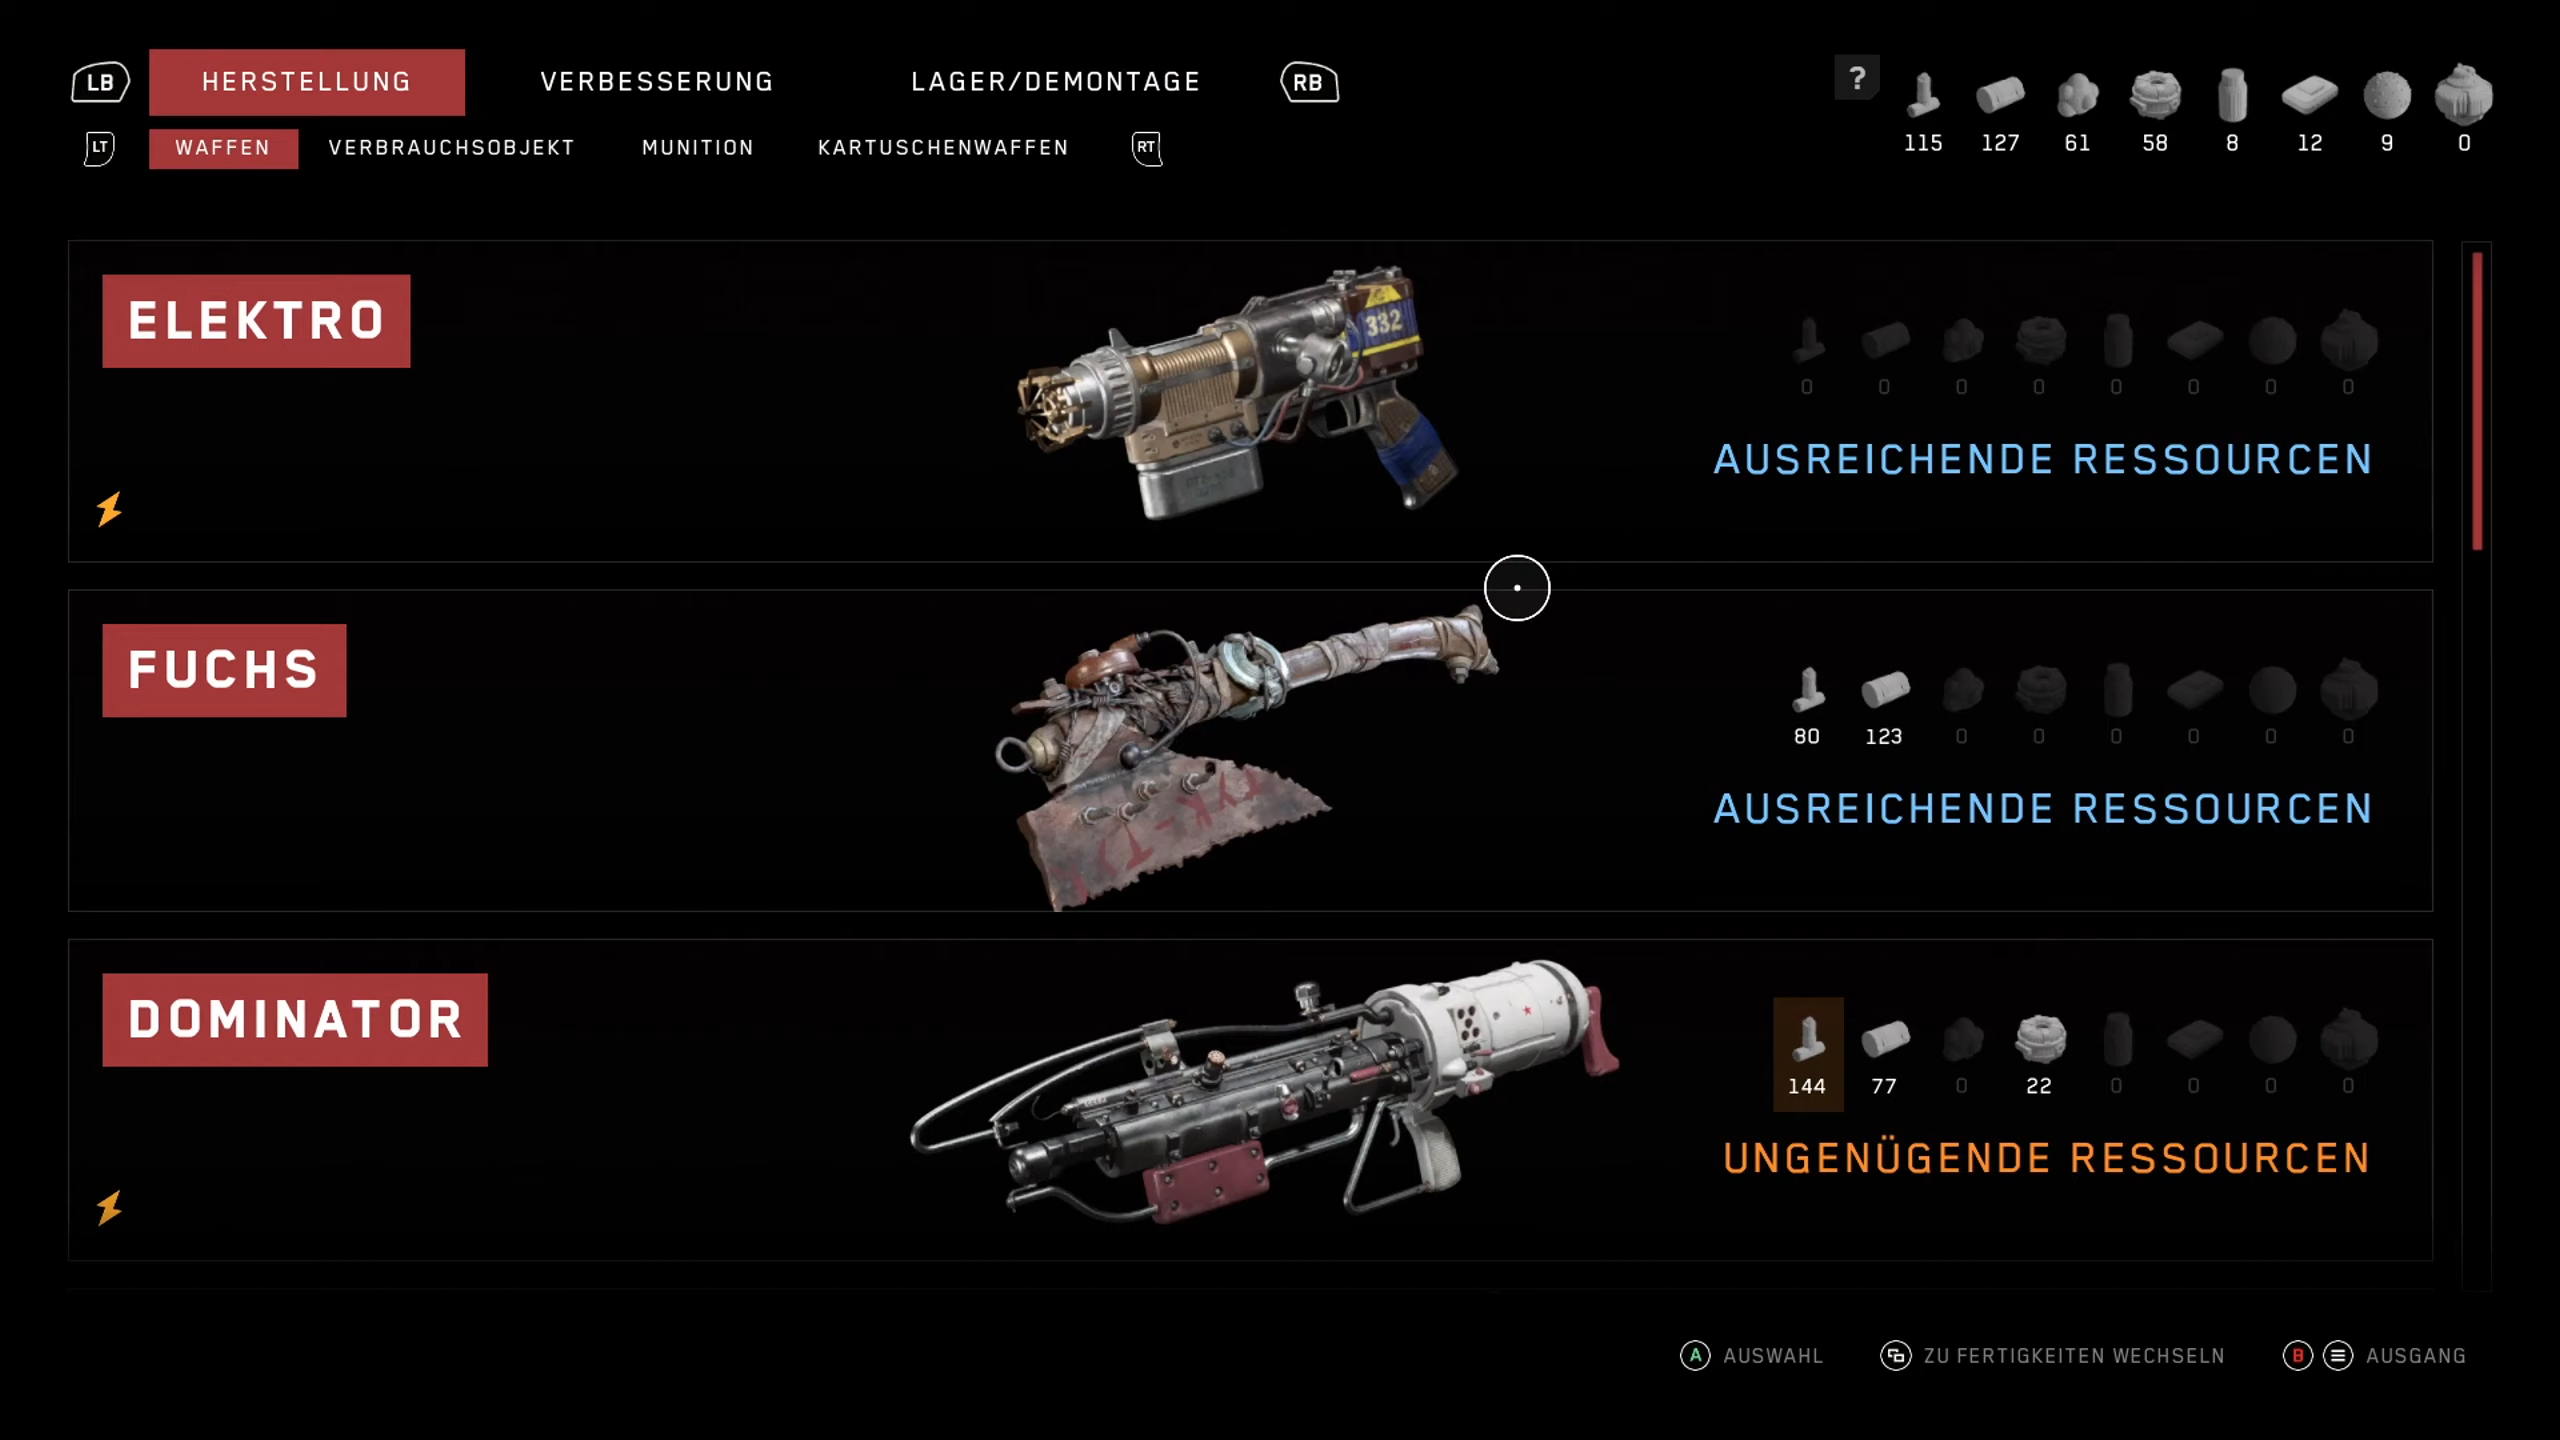 LB HERSTELLUNG VERBESSERUNG LAGER/DEMONTAGE RB ?
LT WAFFEN VERBRAUCHSOBJEKT MUNITION KARTUSCHENWAFFEN RT
115 127 61 58 8 12 9 0
ELEKTRO
332
0 0 0 0 0 0 0 0
AUSREICHENDE RESSOURCEN
FUCHS
80 123 0 0 0 0 0 0
AUSREICHENDE RESSOURCEN
DOMINATOR
144 77 0 22 0 0 0 0
UNGENÜGENDE RESSOURCEN
A AUSWAHL ZU FERTIGKEITEN WECHSELN B AUSGANG